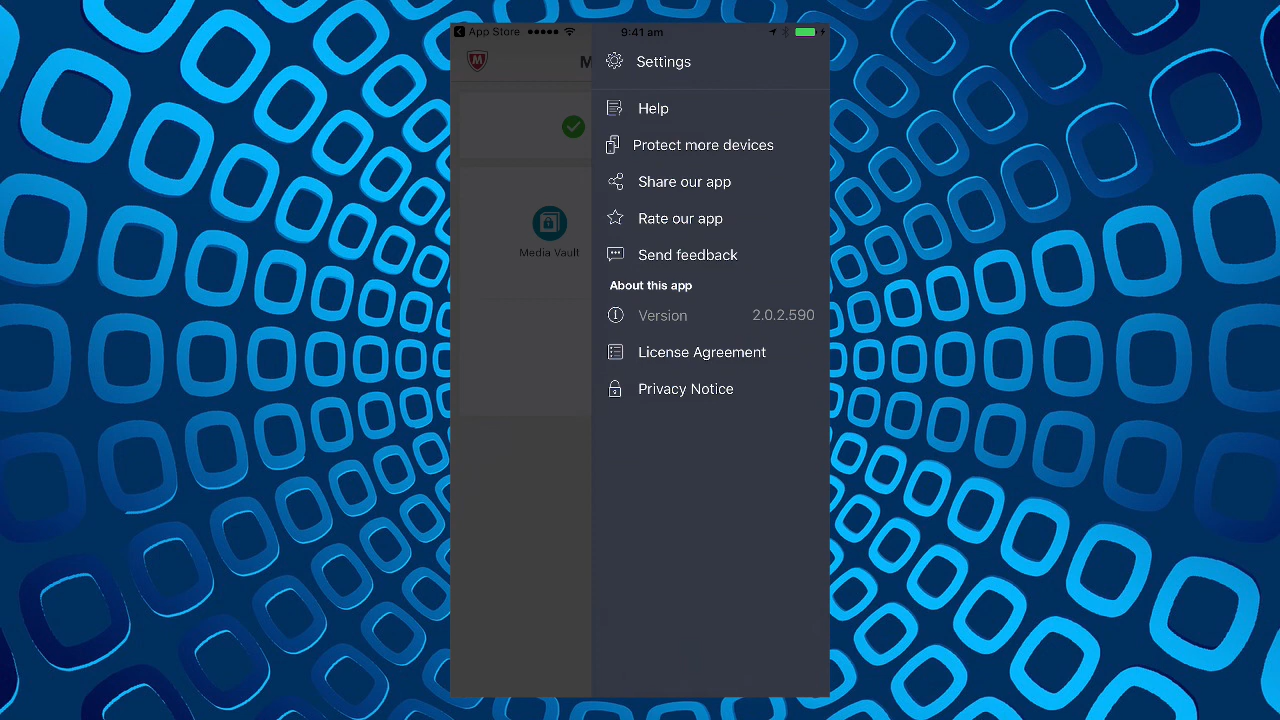 App Store
9:41 am
M
Settings
Help
Protect more devices
Share our app
Rate our app
Media Vault
Send feedback
About this app
Version 2.0.2.590
License Agreement
Privacy Notice